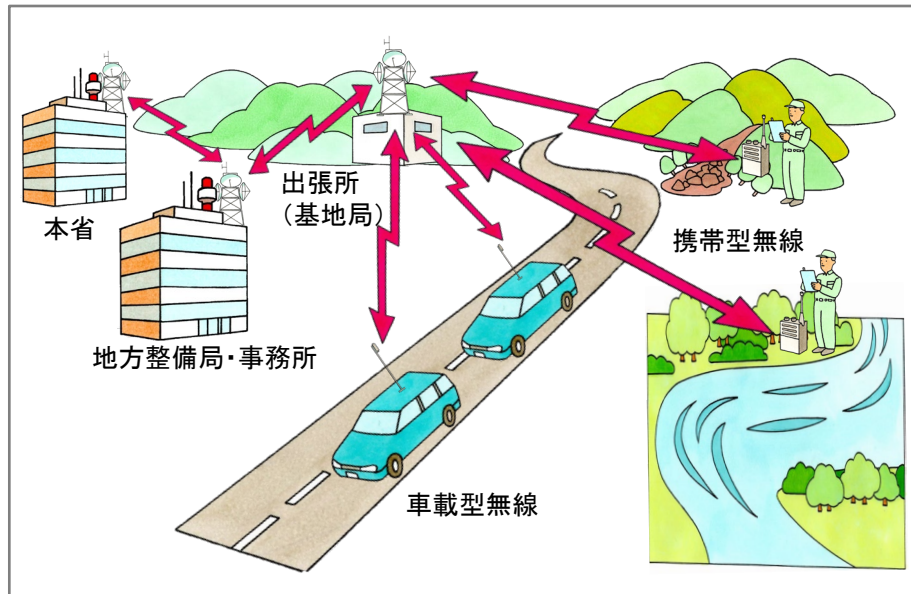 本省
出張所
（基地局）
地方整備局・事務所
携帯型無線
車載型無線